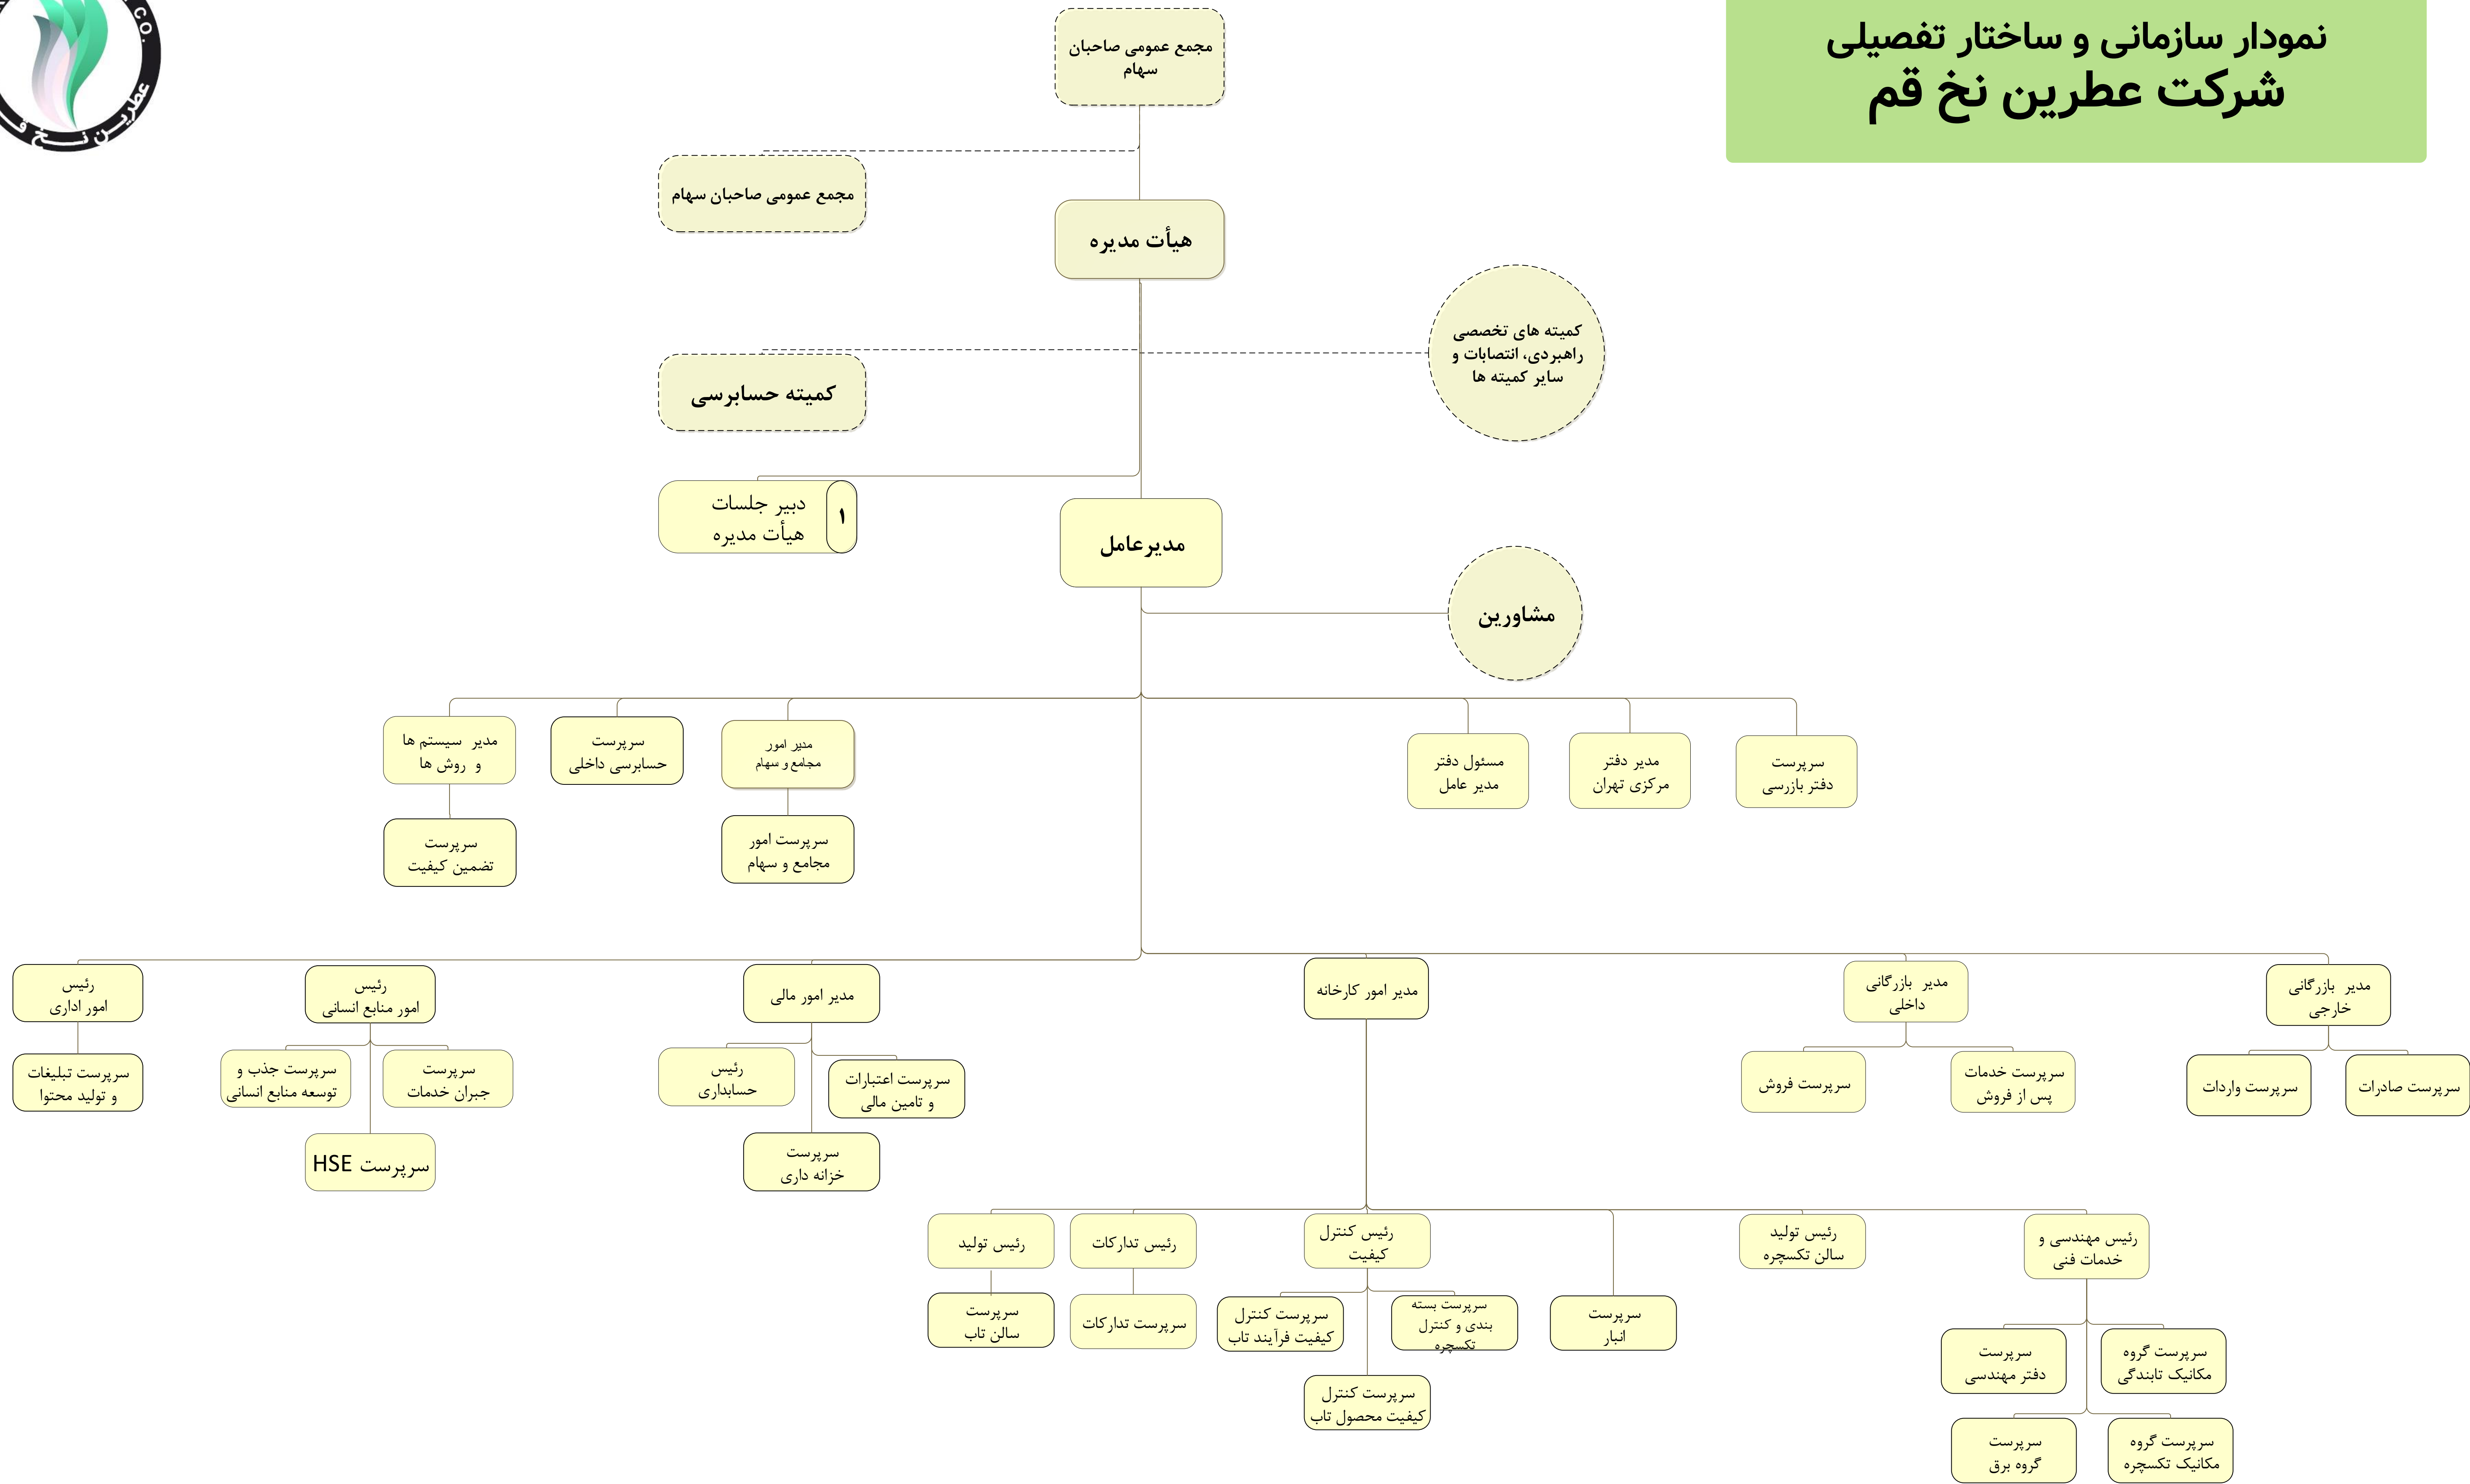 CO.
عطرین نخ ق
نمودار سازمانی و ساختار تفصیلی
شرکت عطرین نخ قم
مجمع عمومی صاحبان
سهام
مجمع عمومی صاحبان سهام
هیأت مدیره
کمیته های تخصصی
راهبردی، انتصابات و
سایر کمیته ها
کمیته حسابرسی
۱
دبیر جلسات
هیأت مدیره
مدیرعامل
مشاورین
سرپرست
دفتر بازرسی
مدیر دفتر
مرکزی تهران
مسئول دفتر
مدیر عامل
مدیر امور
مجامع و سهام
سرپرست
حسابرسی داخلی
مدیر سیستم ها
و روش ها
سرپرست امور
مجامع و سهام
سرپرست
تضمین کیفیت
مدیر بازرگانی
خارجی
مدیر بازرگانی
داخلی
مدیر امور کارخانه
مدیر امور مالی
رئیس
امور منابع انسانی
رئیس
امور اداری
سرپرست صادرات
سرپرست واردات
سرپرست خدمات
پس از فروش
سرپرست فروش
سرپرست اعتبارات
و تامین مالی
رئیس
حسابداری
سرپرست
خزانه داری
سرپرست
جبران خدمات
سرپرست جذب و
توسعه منابع انسانی
سرپرست HSE
سرپرست تبلیغات
و تولید محتوا
رئیس مهندسی و
خدمات فنی
رئیس تولید
سالن تکسچره
رئیس کنترل
کیفیت
رئیس تدارکات
رئیس تولید
سرپرست
انبار
سرپرست بسته
بندی و کنترل
تکسچره
سرپرست کنترل
کیفیت فرآیند تاب
سرپرست تدارکات
سرپرست
سالن تاب
سرپرست کنترل
کیفیت محصول تاب
سرپرست گروه
مکانیک تابندگی
سرپرست
دفتر مهندسی
سرپرست گروه
مکانیک تکسچره
سرپرست
گروه برق